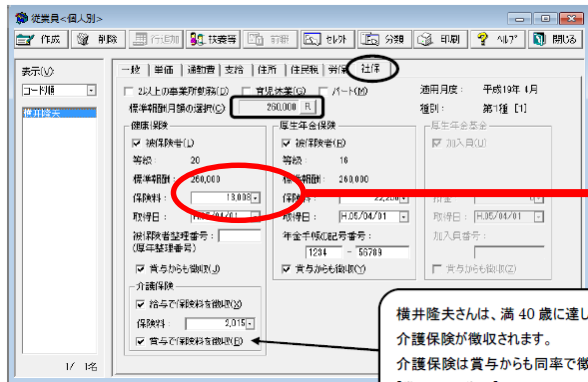 従業員<個人別>
作成 削除 行追加 扶養等 前年 セレクト 分類 印刷 ヘルプ 閉じる
表示(V)
コード順
横井隆夫
1/ 1名
一般 単価 通勤費 支給 住所 住民税 労保 社保
2以上の事業所勤務(D) 育児休業(G) パート(M)
標準報酬月額の選択(C) 260,000 R
適用月度: 平成19年 4月
種別: 第1種 [1]
健康保険
被保険者(L)
等級: 20
標準報酬: 260,000
保険料:
取得日: H.05/04/01
被保険者整理番号:
(厚年整理番号)
賞与からも徴収(J)
介護保険
給与で保険料を徴収(X)
保険料: 2,015
賞与で保険料を徴収(F)
厚生年金保険
被保険者(H)
等級: 16
標準報酬: 260,000
保険料:
取得日: H.05/04/01
年金手帳の記号番号:
1234 - 56789
賞与からも徴収(Y)
厚生年金基金
加入員(U)
取得日: H.05/04/01
加入員番号:
賞与からも徴収(Z)
横井隆夫さんは、満 40 歳に達し
介護保険が徴収されます。
介護保険は賞与からも同率で徴